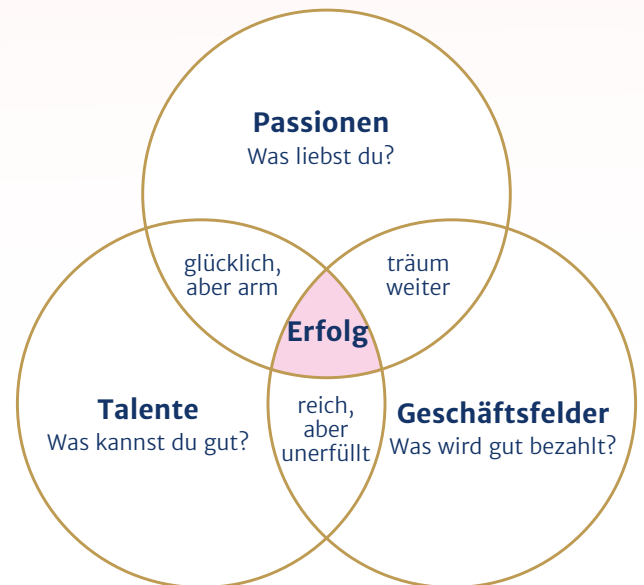 Passionen
Was liebst du?
glücklich,
aber arm
träum
weiter
Erfolg
Talente
Was kannst du gut?
reich,
aber
unerfüllt
Geschäftsfelder
Was wird gut bezahlt?